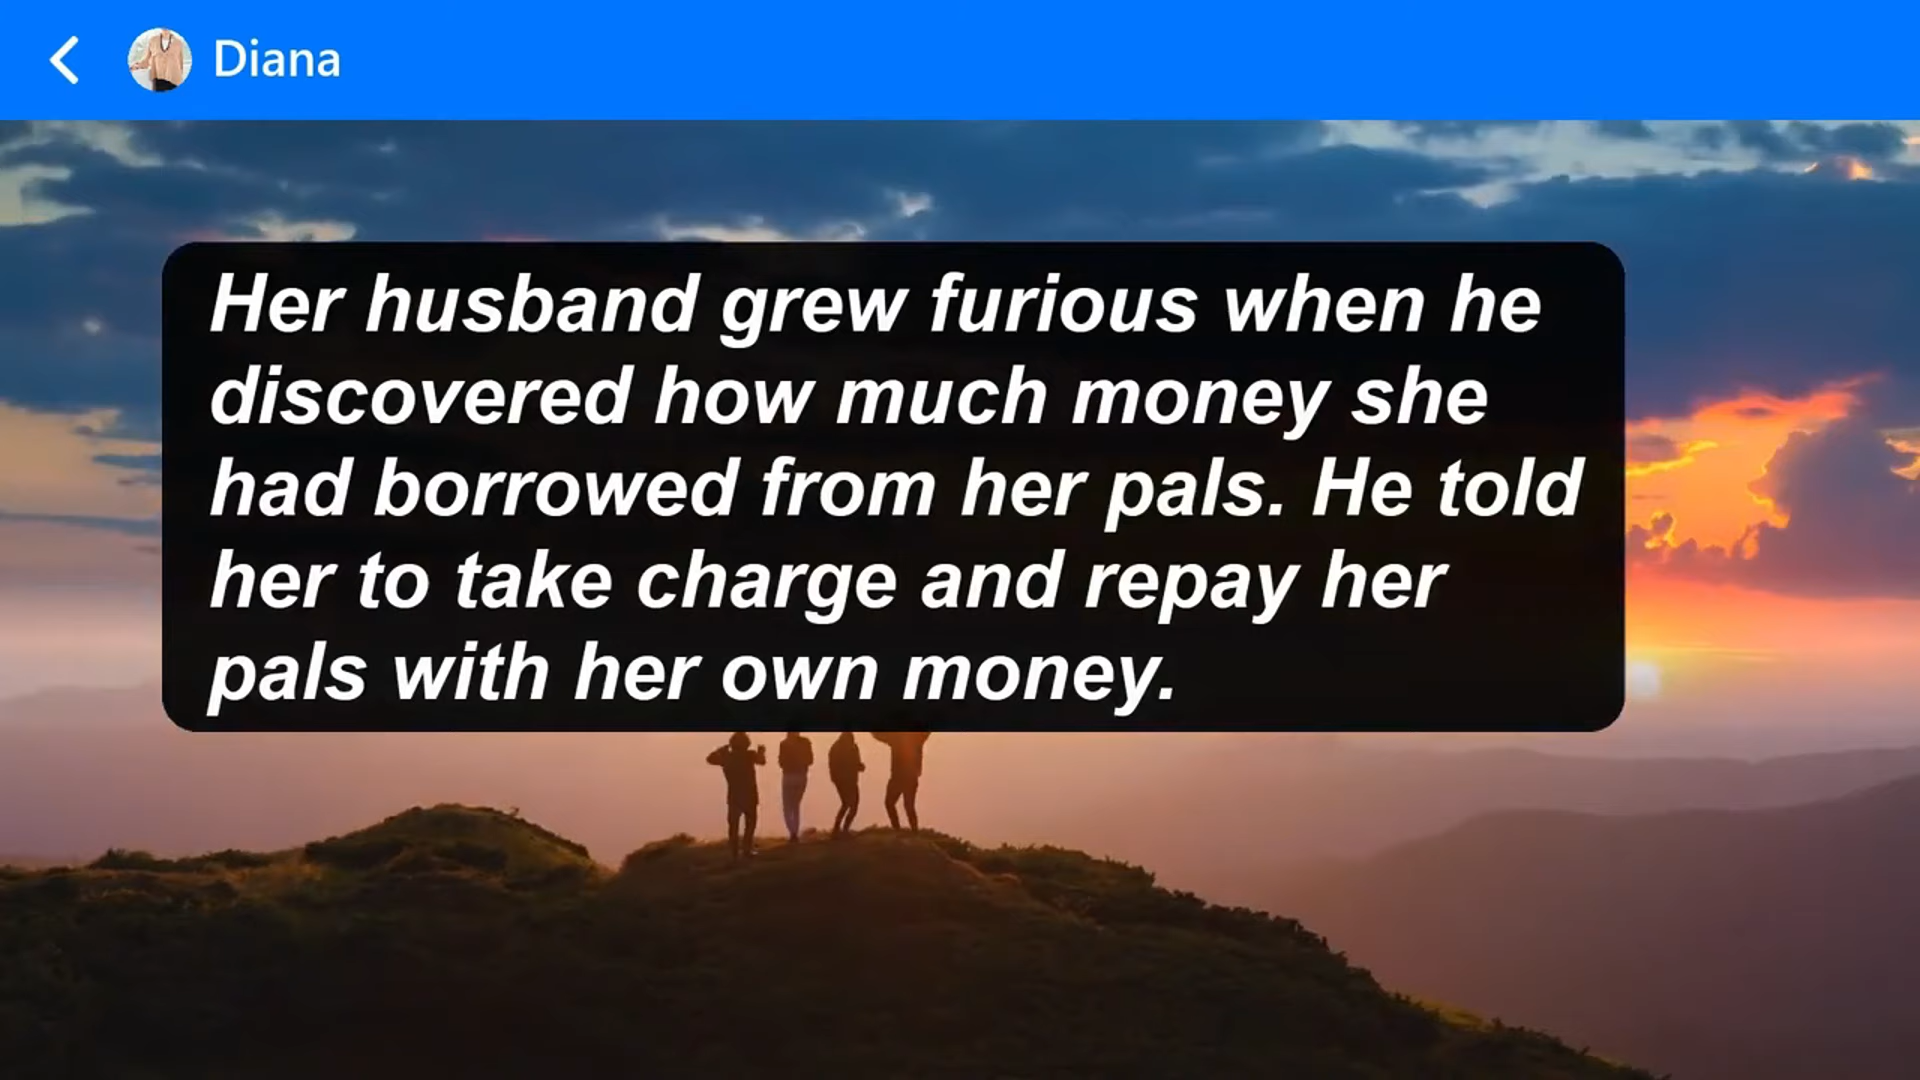 Diana
Her husband grew furious when he
discovered how much money she
had borrowed from her pals. He told
her to take charge and repay her
pals with her own money.